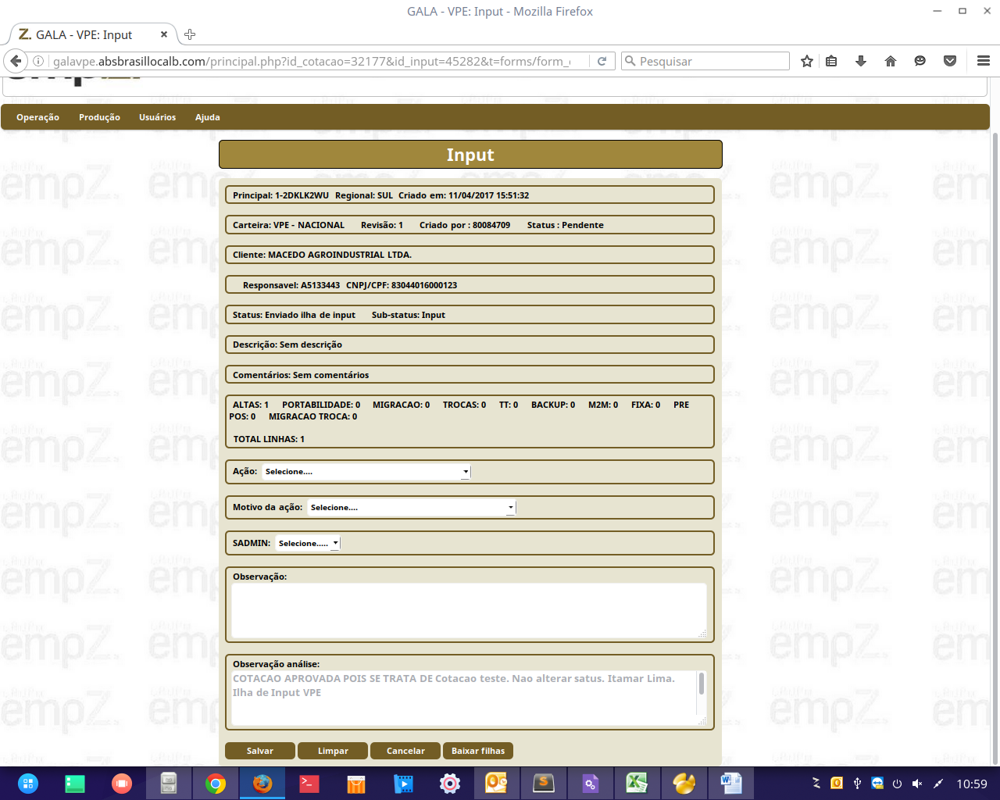 GALA - VPE: Input - Mozilla Firefox
GALA - VPE: Input
galavpe.absbrasillocalb.com/principal.php?id_cotacao=32177&id_input=45282&t=forms/form_
Pesquisar
Operação Produção Usuários Ajuda
Input
Principal: 1-2DKLK2WU Regional: SUL Criado em: 11/04/2017 15:51:32
Carteira: VPE - NACIONAL Revisão: 1 Criado por : 80084709 Status : Pendente
Cliente: MACEDO AGROINDUSTRIAL LTDA.
Responsavel: A5133443 CNPJ/CPF: 83044016000123
Status: Enviado ilha de input Sub-status: Input
Descrição: Sem descrição
Comentários: Sem comentários
ALTAS: 1 PORTABILIDADE: 0 MIGRACAO: 0 TROCAS: 0 TT: 0 BACKUP: 0 M2M: 0 FIXA: 0 PRE
POS: 0 MIGRACAO TROCA: 0
TOTAL LINHAS: 1
Ação: Selecione....
Motivo da ação: Selecione....
SADMIN: Selecione.....
Observação:
Observação análise:
COTACAO APROVADA POIS SE TRATA DE Cotacao teste. Nao alterar satus. Itamar Lima.
Ilha de Input VPE
Salvar Limpar Cancelar Baixar filhas
10:59